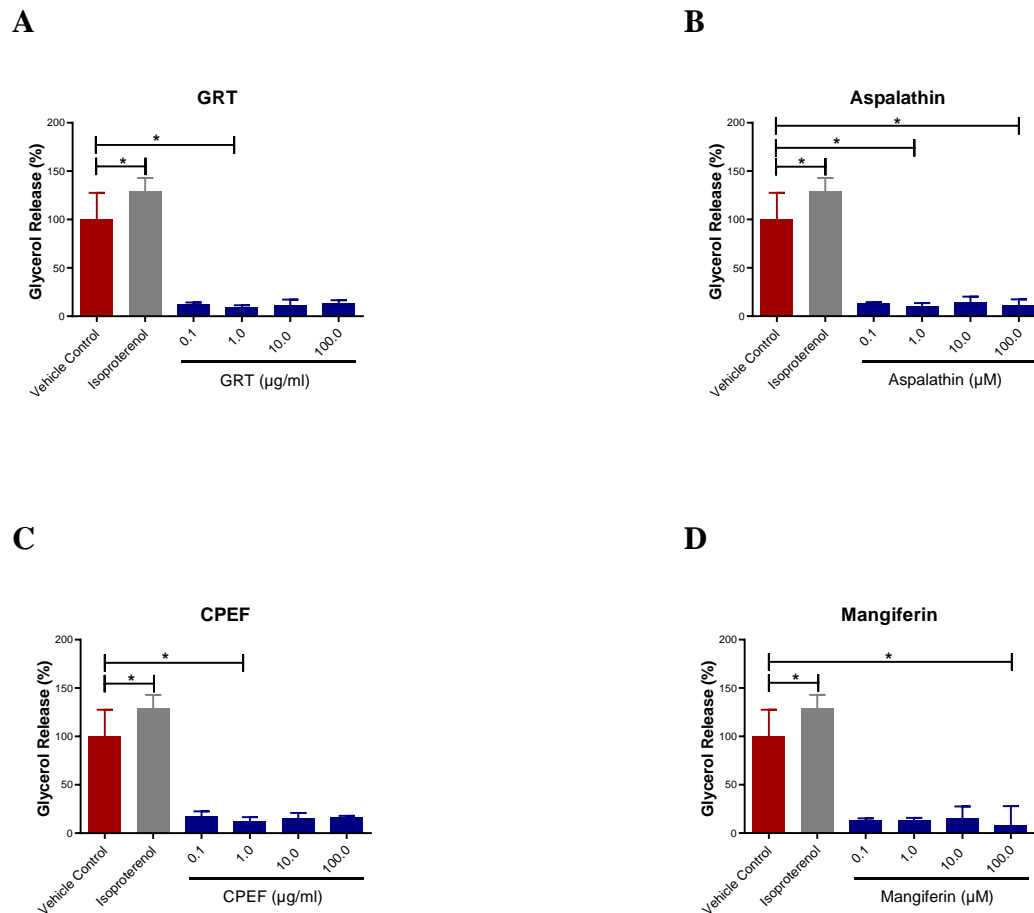 A
GRT
Glycerol Release (%)
200
150
100
50
0
*
*
Vehicle Control
Isoproterenol
0.1
1.0
10.0
100.0
GRT (µg/ml)
B
Aspalathin
Glycerol Release (%)
200
150
100
50
0
*
*
*
Vehicle Control
Isoproterenol
0.1
1.0
10.0
100.0
Aspalathin (µM)
C
CPEF
Glycerol Release (%)
200
150
100
50
0
*
*
Vehicle Control
Isoproterenol
0.1
1.0
10.0
100.0
CPEF (µg/ml)
D
Mangiferin
Glycerol Release (%)
200
150
100
50
0
*
*
Vehicle Control
Isoproterenol
0.1
1.0
10.0
100.0
Mangiferin (µM)